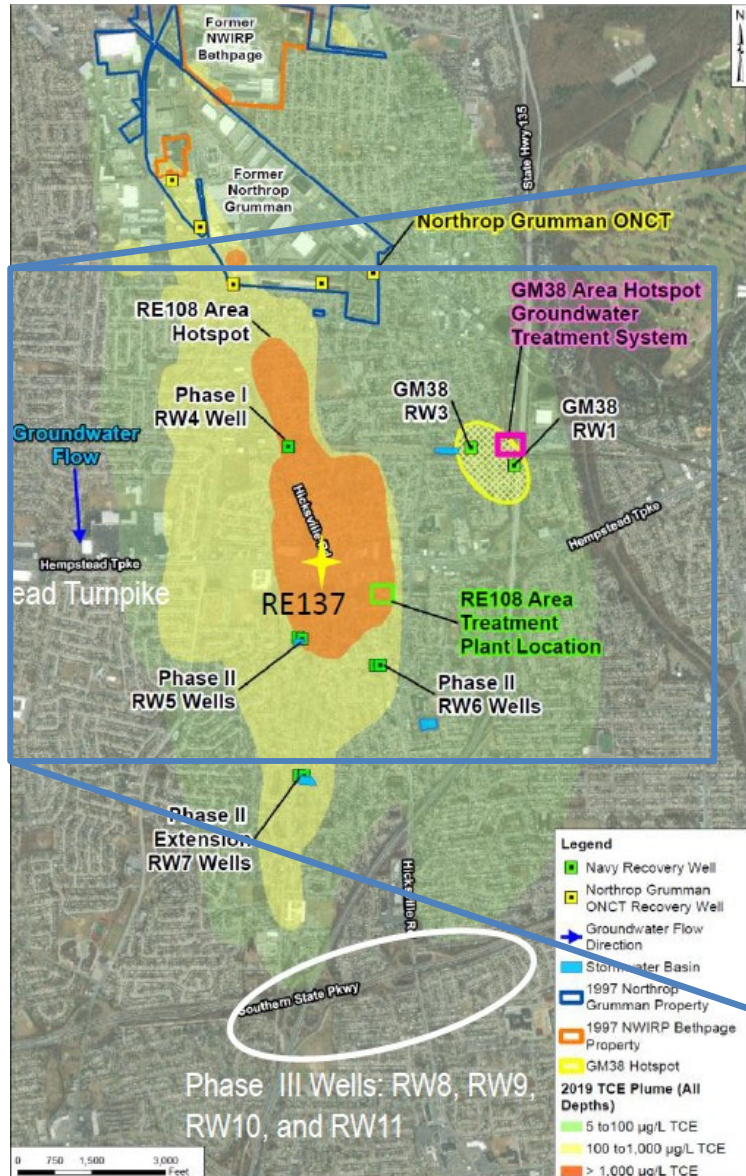 Former
NWIRP
Bethpage
N
State Hwy 135
Former
Northrop
Grumman
Northrop Grumman ONCT
RE108 Area
Hotspot
GM38 Area Hotspot
Groundwater
Treatment System
Phase I
RW4 Well
GM38
RW3
GM38
RW1
Groundwater
Flow
Hicksville Rd
Hempstead Tpke
Hempstead Tpke
ead Turnpike
RE137
RE108 Area
Treatment
Plant Location
Phase II
RW5 Wells
Phase II
RW6 Wells
Phase II
Extension
RW7 Wells
Hicksville Rd
Southern State Pkwy
Phase III Wells: RW8, RW9,
RW10, and RW11
Legend
Navy Recovery Well
Northrop Grumman
ONCT Recovery Well
Groundwater Flow
Direction
Stormwater Basin
1997 Northrop
Grumman Property
1997 NWIRP Bethpage
Property
GM38 Hotspot
2019 TCE Plume (All
Depths)
5 to100 µg/L TCE
100 to1,000 µg/L TCE
> 1,000 µg/L TCE
0 750 1,500 3,000
Feet